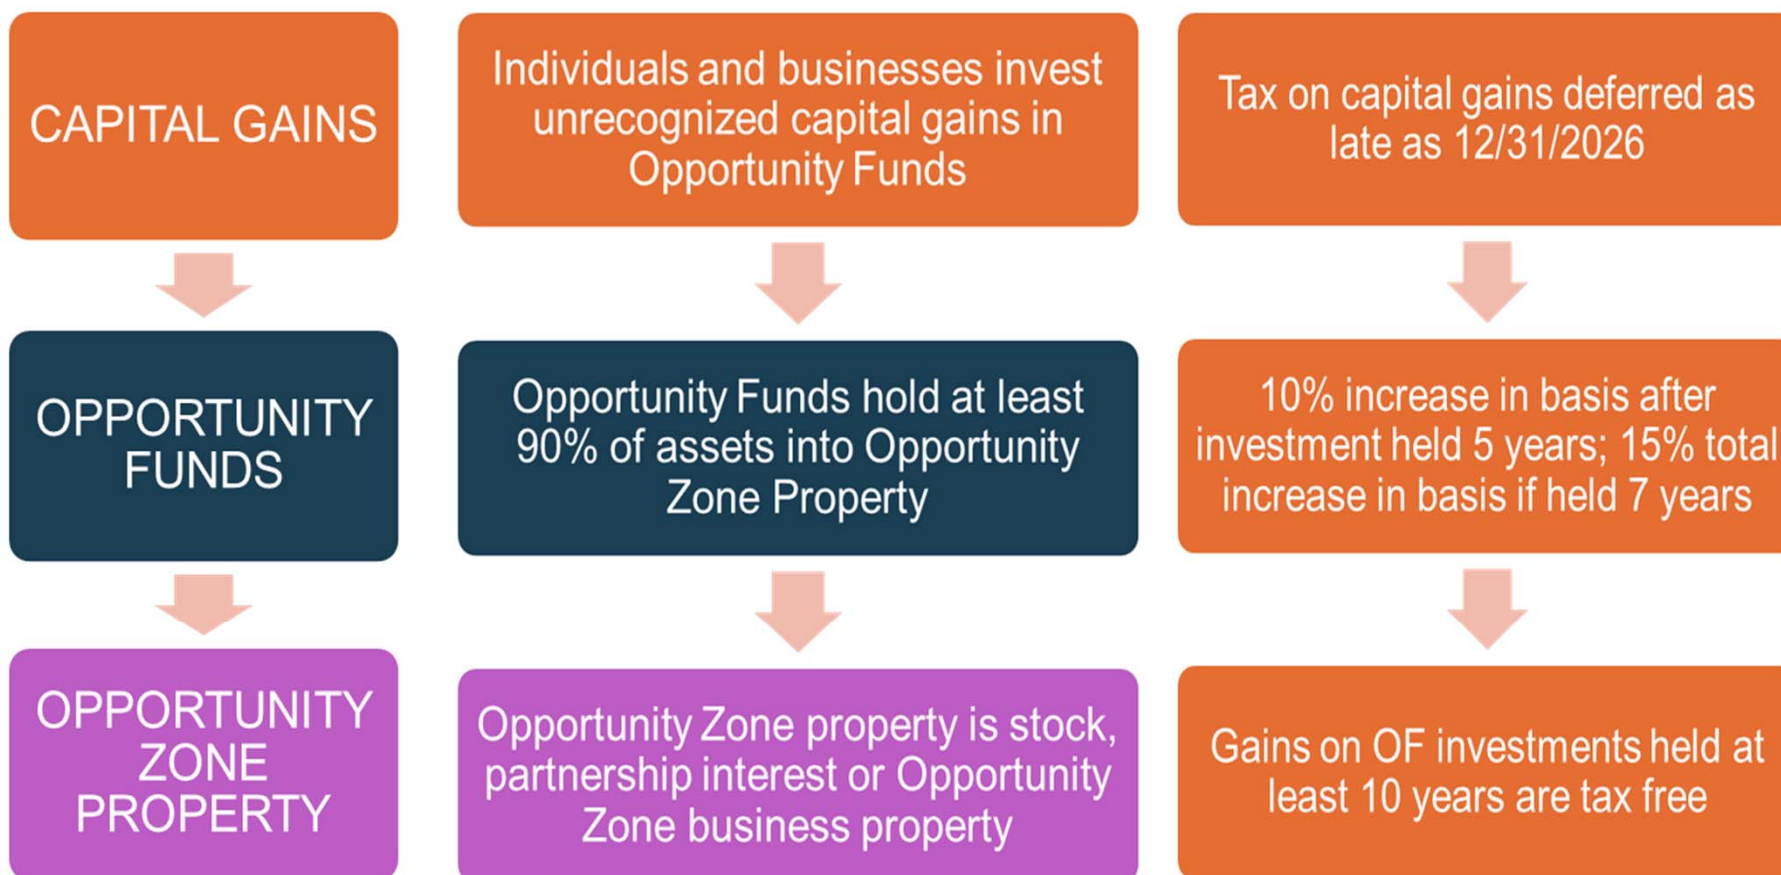 CAPITAL GAINS
Individuals and businesses invest
unrecognized capital gains in
Opportunity Funds
Tax on capital gains deferred as
late as 12/31/2026
OPPORTUNITY
FUNDS
Opportunity Funds hold at least
90% of assets into Opportunity
Zone Property
10% increase in basis after
investment held 5 years; 15% total
increase in basis if held 7 years
OPPORTUNITY
ZONE
PROPERTY
Opportunity Zone property is stock,
partnership interest or Opportunity
Zone business property
Gains on OF investments held at
least 10 years are tax free